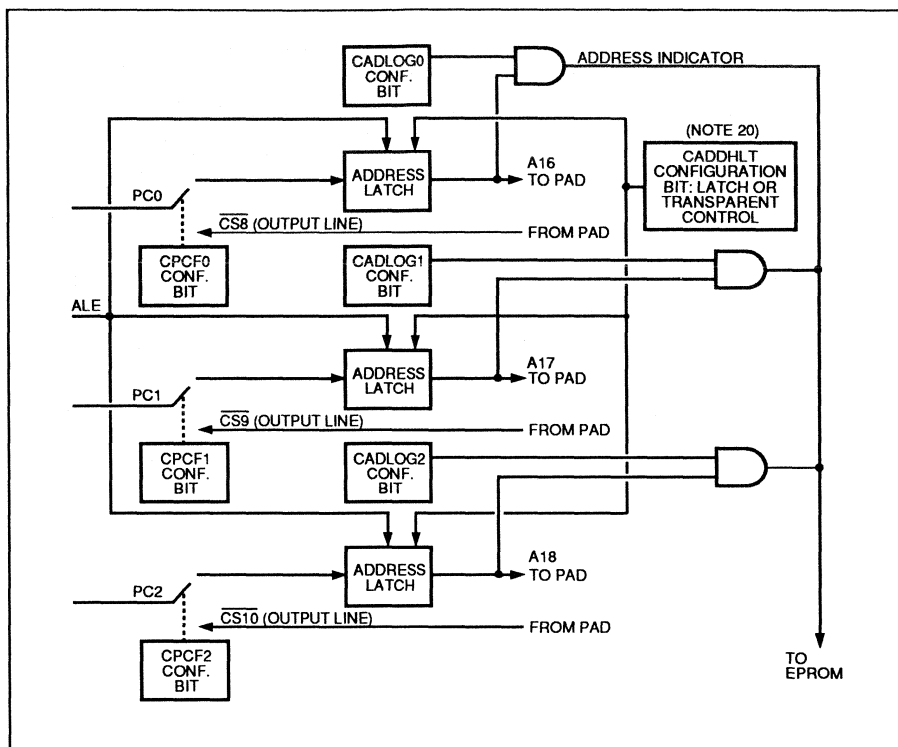 CADLOG0
CONF.
BIT
ADDRESS INDICATOR
(NOTE 20)
CADDHLT
CONFIGURATION
BIT: LATCH OR
TRANSPARENT
CONTROL
ADDRESS
LATCH
A16
TO PAD
PC0
CS8 (OUTPUT LINE)
FROM PAD
CPCF0
CONF.
BIT
CADLOG1
CONF.
BIT
ALE
ADDRESS
LATCH
A17
TO PAD
PC1
CS9 (OUTPUT LINE)
FROM PAD
CPCF1
CONF.
BIT
CADLOG2
CONF.
BIT
ADDRESS
LATCH
A18
TO PAD
PC2
CS10 (OUTPUT LINE)
FROM PAD
CPCF2
CONF.
BIT
TO
EPROM